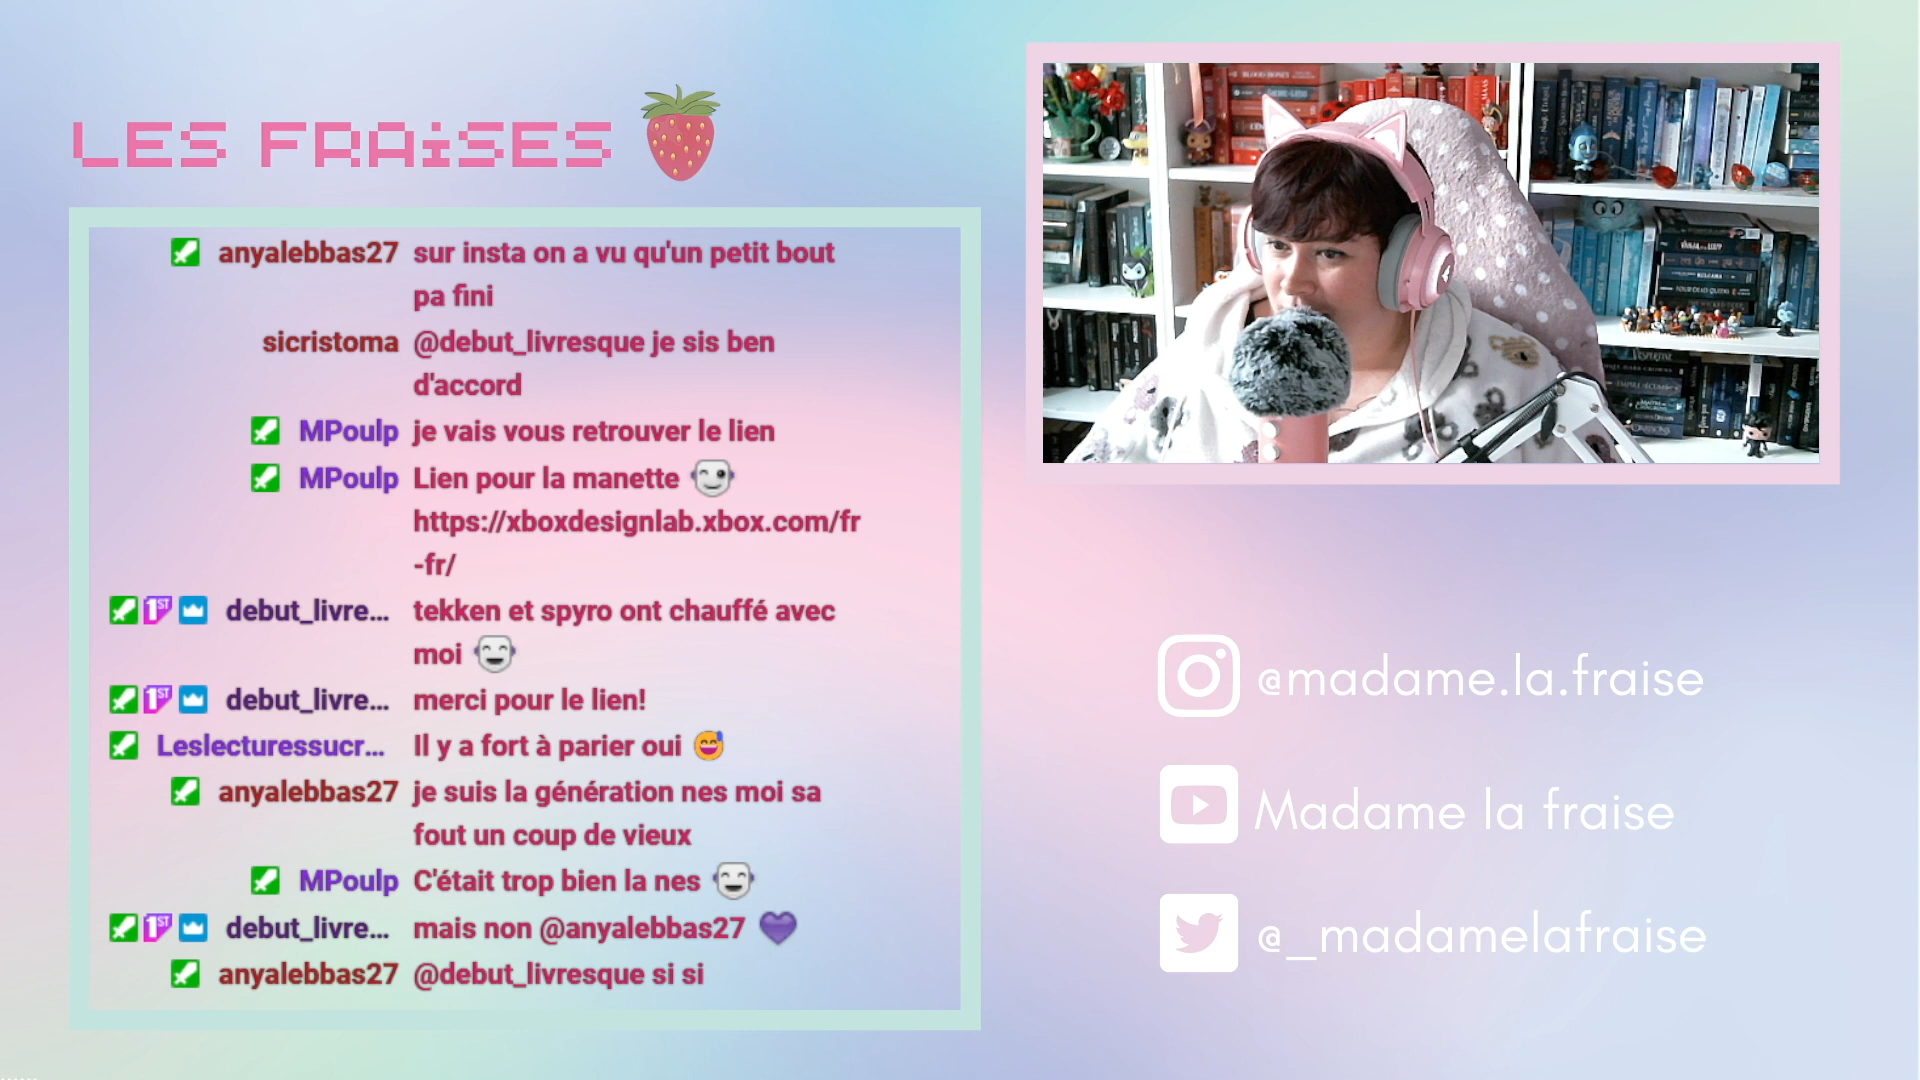 LES FRAISES
anyalebbas27 sur insta on a vu qu'un petit bout
pa fini
sicristoma @debut_livresque je sis ben
d'accord
MPoulp je vais vous retrouver le lien
MPoulp Lien pour la manette
https://xboxdesignlab.xbox.com/fr
-fr/
1ST debut_livre... tekken et spyro ont chauffé avec
moi
1ST debut_livre... merci pour le lien!
Leslecturessucr... Il y a fort à parier oui
anyalebbas27 je suis la génération nes moi sa
fout un coup de vieux
MPoulp C'était trop bien la nes
1ST debut_livre... mais non @anyalebbas27
anyalebbas27 @debut_livresque si si
@madame.la.fraise
Madame la fraise
@_madamelafraise